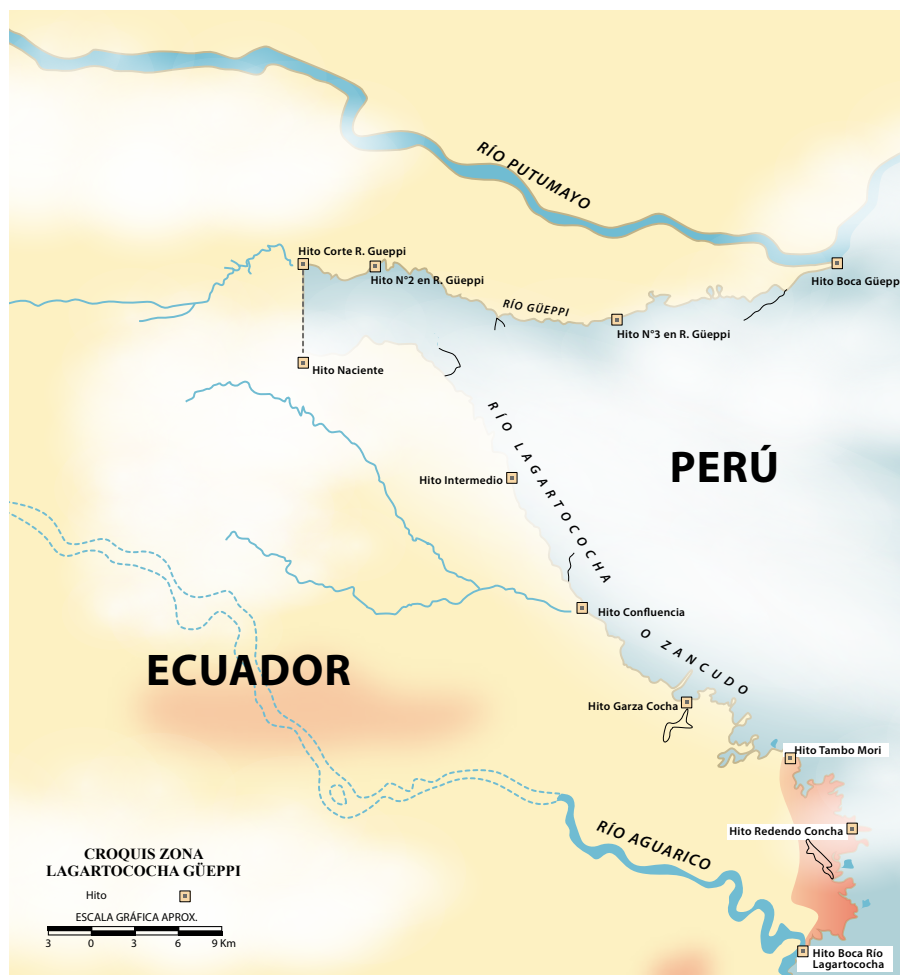 RÍO PUTUMAYO
Hito Corte R. Gueppi
Hito N°2 en R. Güeppi
Hito Boca Güepp
RÍO GÜEPPI
Hito N°3 en R. Güeppi
Hito Naciente
RÍO LAGARTOCOCHA
PERÚ
Hito Intermedio
Hito Confluencia
O ZANCUDO
ECUADOR
Hito Garza Cocha
Hito Tambo Mori
Hito Redendo Concha
RÍO AGUARICO
CROQUIS ZONA
LAGARTOCOCHA GÜEPPI
Hito
ESCALA GRÁFICA APROX.
3 0 3 6 9 Km
Hito Boca Río
Lagartococha